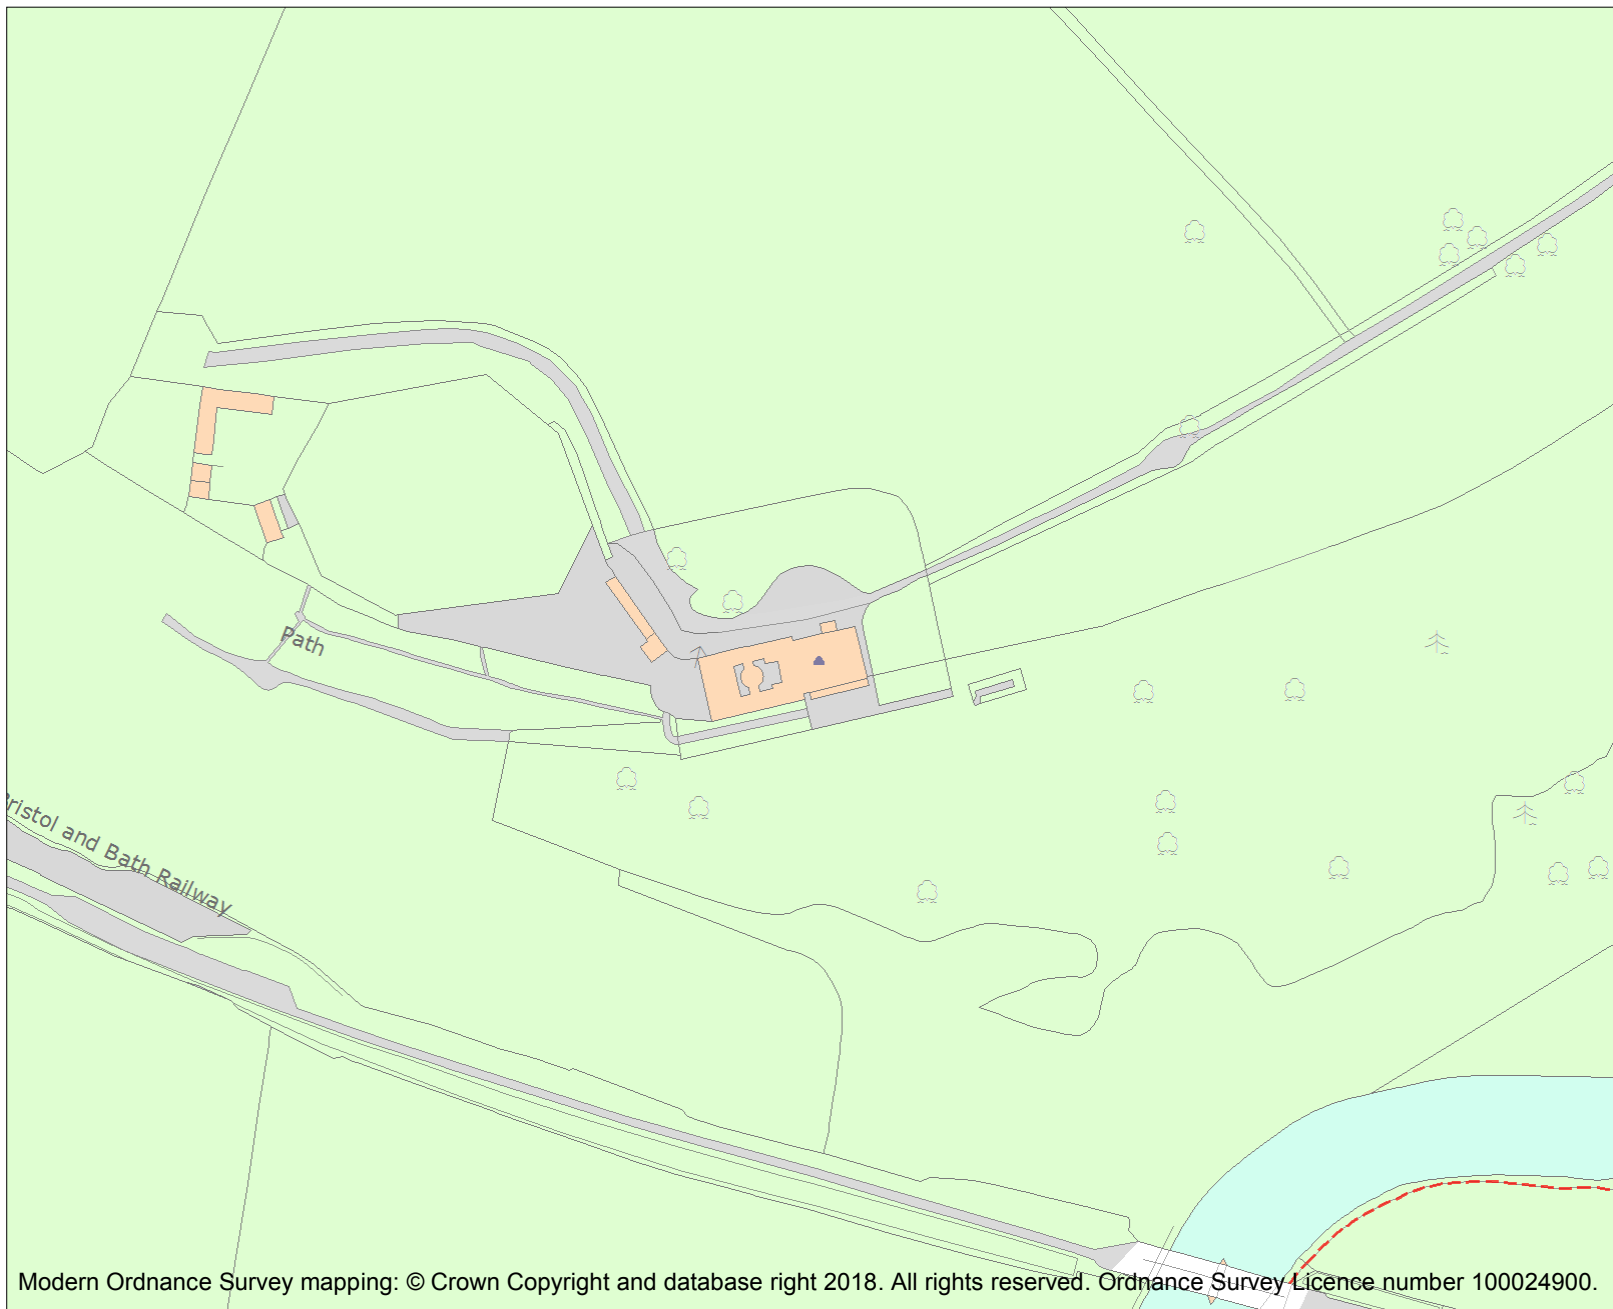 Path
Bristol and Bath Railway
Modern Ordnance Survey mapping: © Crown Copyright and database right 2018. All rights reserved. Ordnance Survey Licence number 100024900.